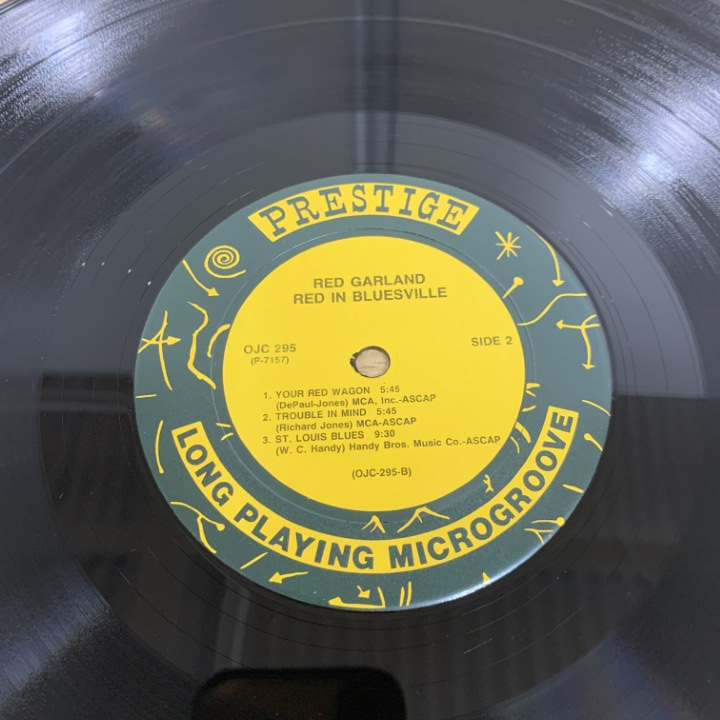 PRESTIGE
RED GARLAND
RED IN BLUESVILLE
OJC 295
(P-7157)
SIDE 2
1. YOUR RED WAGON 5:45
(DePaul-Jones) MCA, Inc.-ASCAP
2. TROUBLE IN MIND 5:45
(Richard Jones) MCA-ASCAP
3. ST. LOUIS BLUES 9:30
(W. C. Handy) Handy Bros. Music Co.-ASCAP
(OJC-295-B)
LONG PLAYING MICROGROOVE